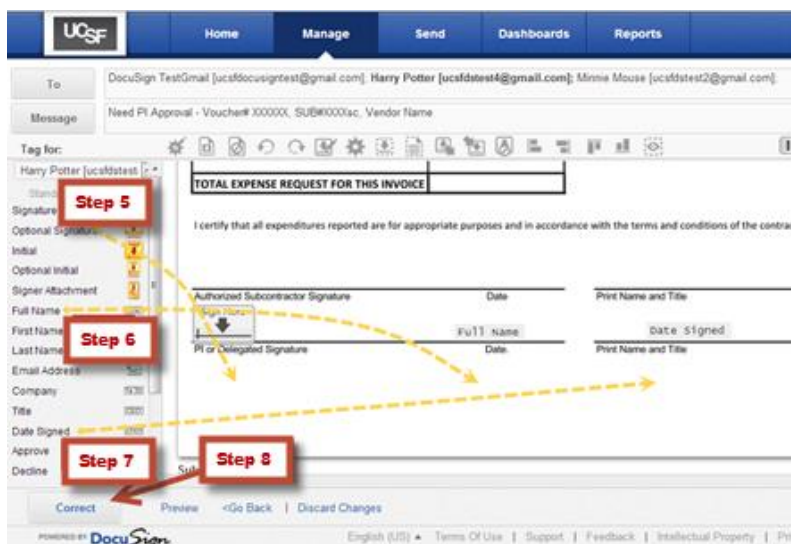 UCSF
Home Manage Send Dashboards Reports
To DocuSign TestGmail [ucsfdocusigntest@gmail.com]; Harry Potter [ucsfdstest4@gmail.com]; Minnie Mouse [ucsfdstest2@gmail.com];
Message Need PI Approval - Voucher# XXXXXX, SUB#XXXXsc, Vendor Name
Tag for:
Harry Potter [ucsfdstest
TOTAL EXPENSE REQUEST FOR THIS INVOICE
Step 5
Signature
Optional Signature
I certify that all expenditures reported are for appropriate purposes and in accordance with the terms and conditions of the contra
Initial
Optional Initial
Signer Attachment
Authorized Subcontractor Signature Date Print Name and Title
Full Name
Sign Here
First Name
Step 6
Full Name Date Signed
Last Name
PI or Delegated Signature Date Print Name and Title
Email Address
Company
Title
Date Signed
Approve
Step 7 Step 8
Decline
Correct Preview <Go Back | Discard Changes
POWERED BY DocuSign English (US) Terms Of Use | Support | Feedback | Intellectual Property |